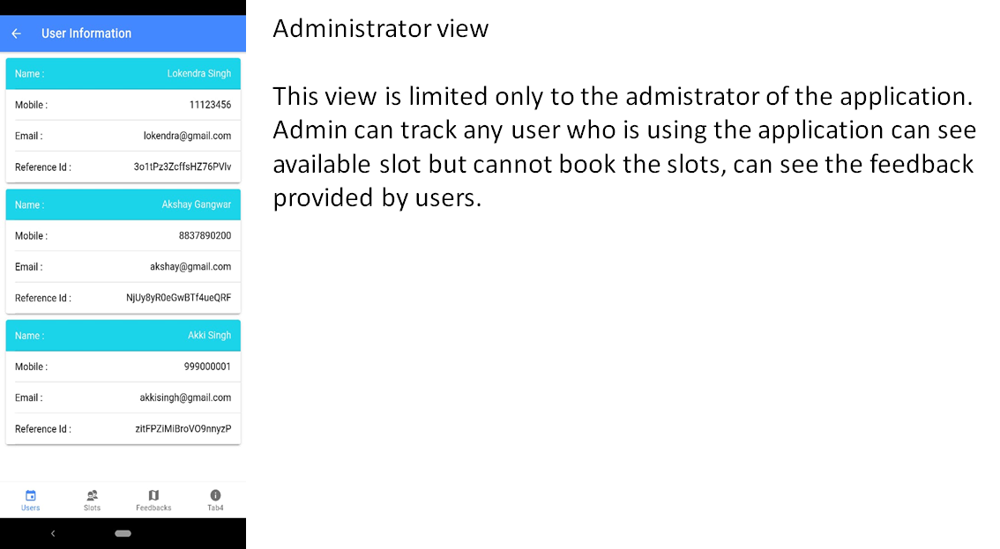 User Information
Name : Lokendra Singh
Mobile : 11123456
Email : lokendra@gmail.com
Reference Id : 3o1tPz3ZcffsHZ76PVlv
Name : Akshay Gangwar
Mobile : 8837890200
Email : akshay@gmail.com
Reference Id : NjUy8yR0eGwBTf4ueQRF
Name : Akki Singh
Mobile : 999000001
Email : akkisingh@gmail.com
Reference Id : zitFPZiMiBroVO9nnyzP
Users Slots Feedbacks Tab4
Administrator view
This view is limited only to the admistrator of the application.
Admin can track any user who is using the application can see
available slot but cannot book the slots, can see the feedback
provided by users.